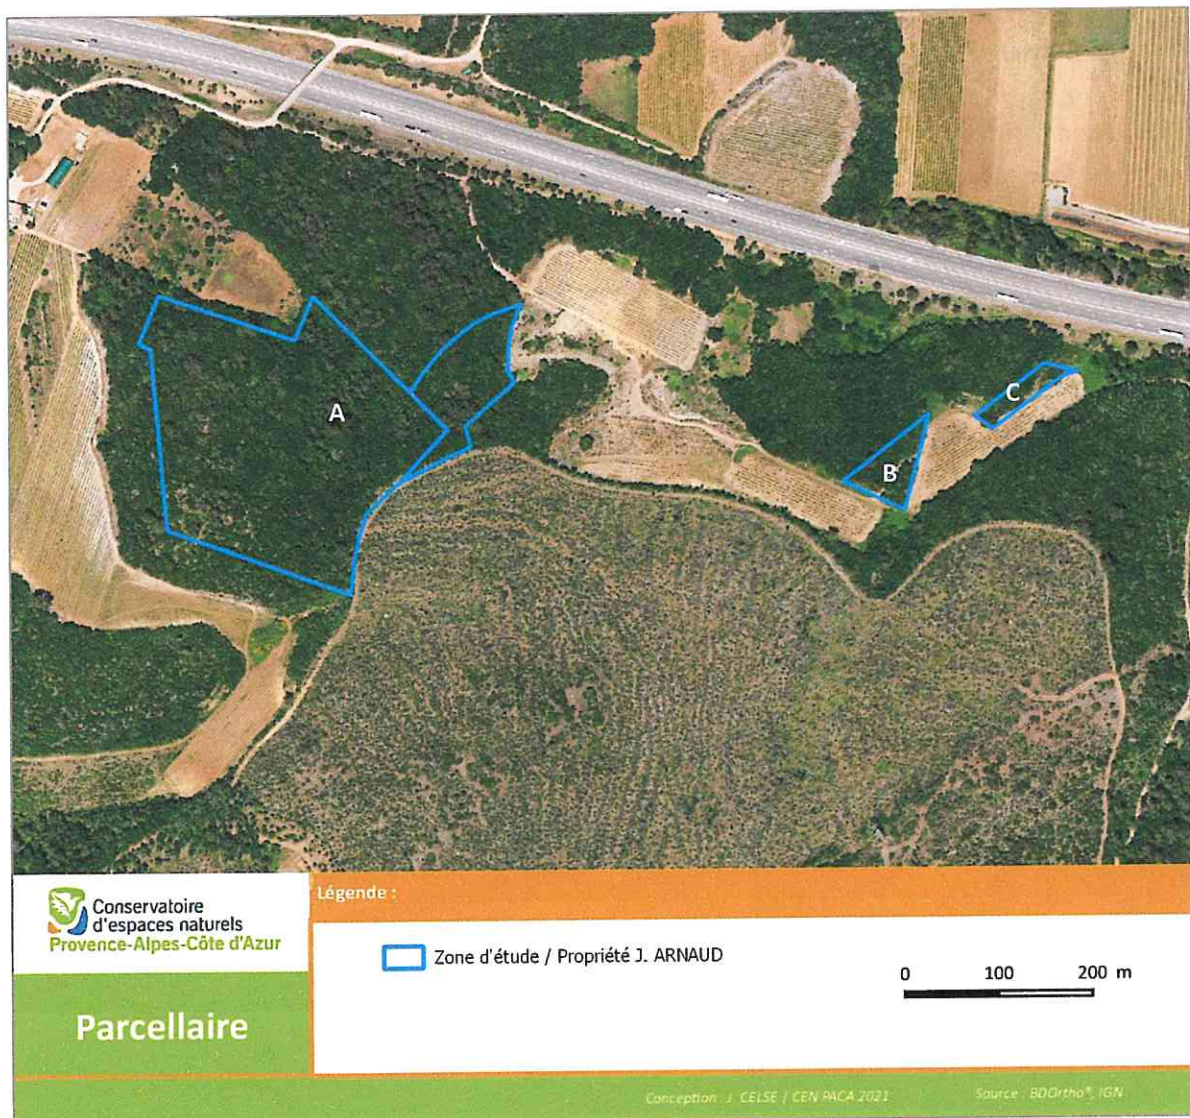 A
B
C
Conservatoire
d'espaces naturels
Provence-Alpes-Côte d'Azur
Légende :
Zone d'étude / Propriété J. ARNAUD
0 100 200 m
Parcellaire
Conception : J. CELSE / CEN PACA 2021
Source : BDOrtho®, IGN